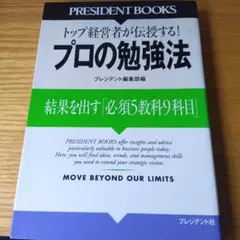 PRESIDENT BOOKS
トップ経営者が伝授する!
プロの勉強法
プレジデント編集部編
結果を出す「必須5教科9科目」
PRESIDENT BOOKS offer insights and advice
particularly valuable to business people today.
Here, you will find ideas, trends, and management skills
you need to extend your strategic vision.
MOVE BEYOND OUR LIMITS
プレジデント社